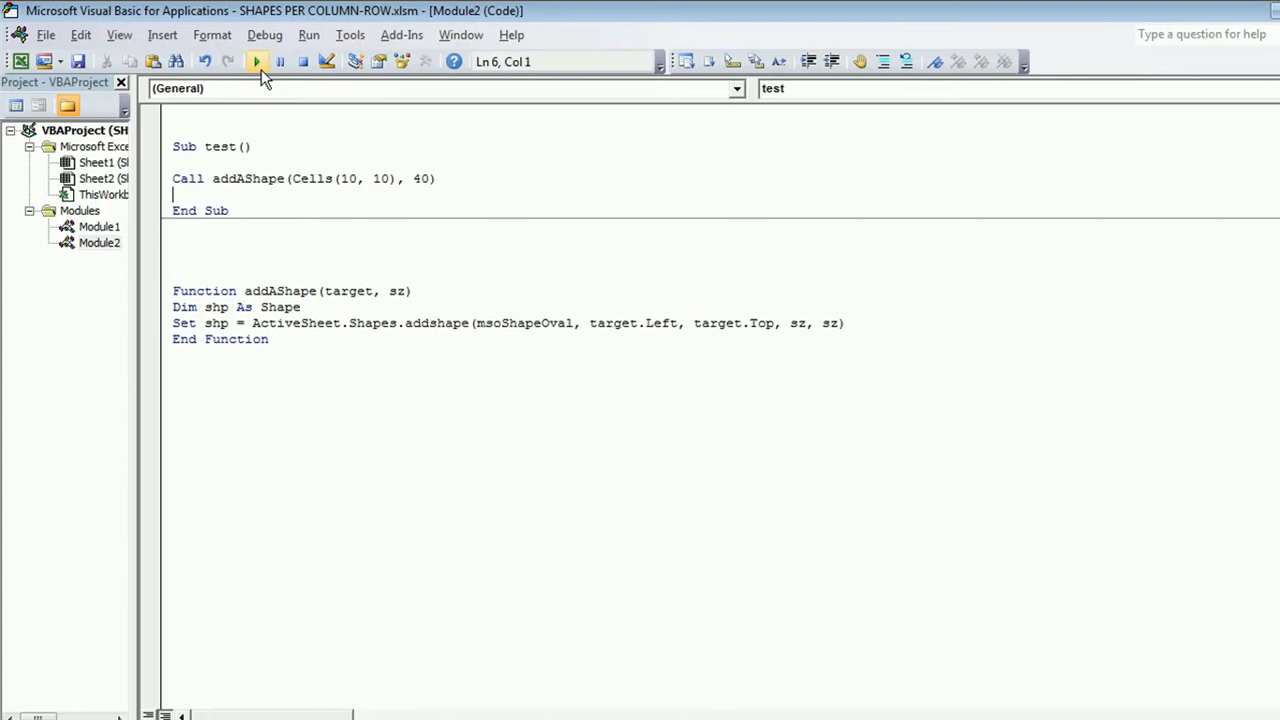 Microsoft Visual Basic for Applications - SHAPES PER COLUMN-ROW.xlsm - [Module2 (Code)]
File Edit View Insert Format Debug Run Tools Add-Ins Window Help
Type a question for help
Ln 6, Col 1
Project - VBAProject
(General)
test
VBAProject (SH
Microsoft Exce
Sheet1 (SI
Sheet2 (SI
ThisWorkb
Modules
Module1
Module2
Sub test()
Call addAShape(Cells(10, 10), 40)
End Sub
Function addAShape(target, sz)
Dim shp As Shape
Set shp = ActiveSheet.Shapes.addshape(msoShapeOval, target.Left, target.Top, sz, sz)
End Function